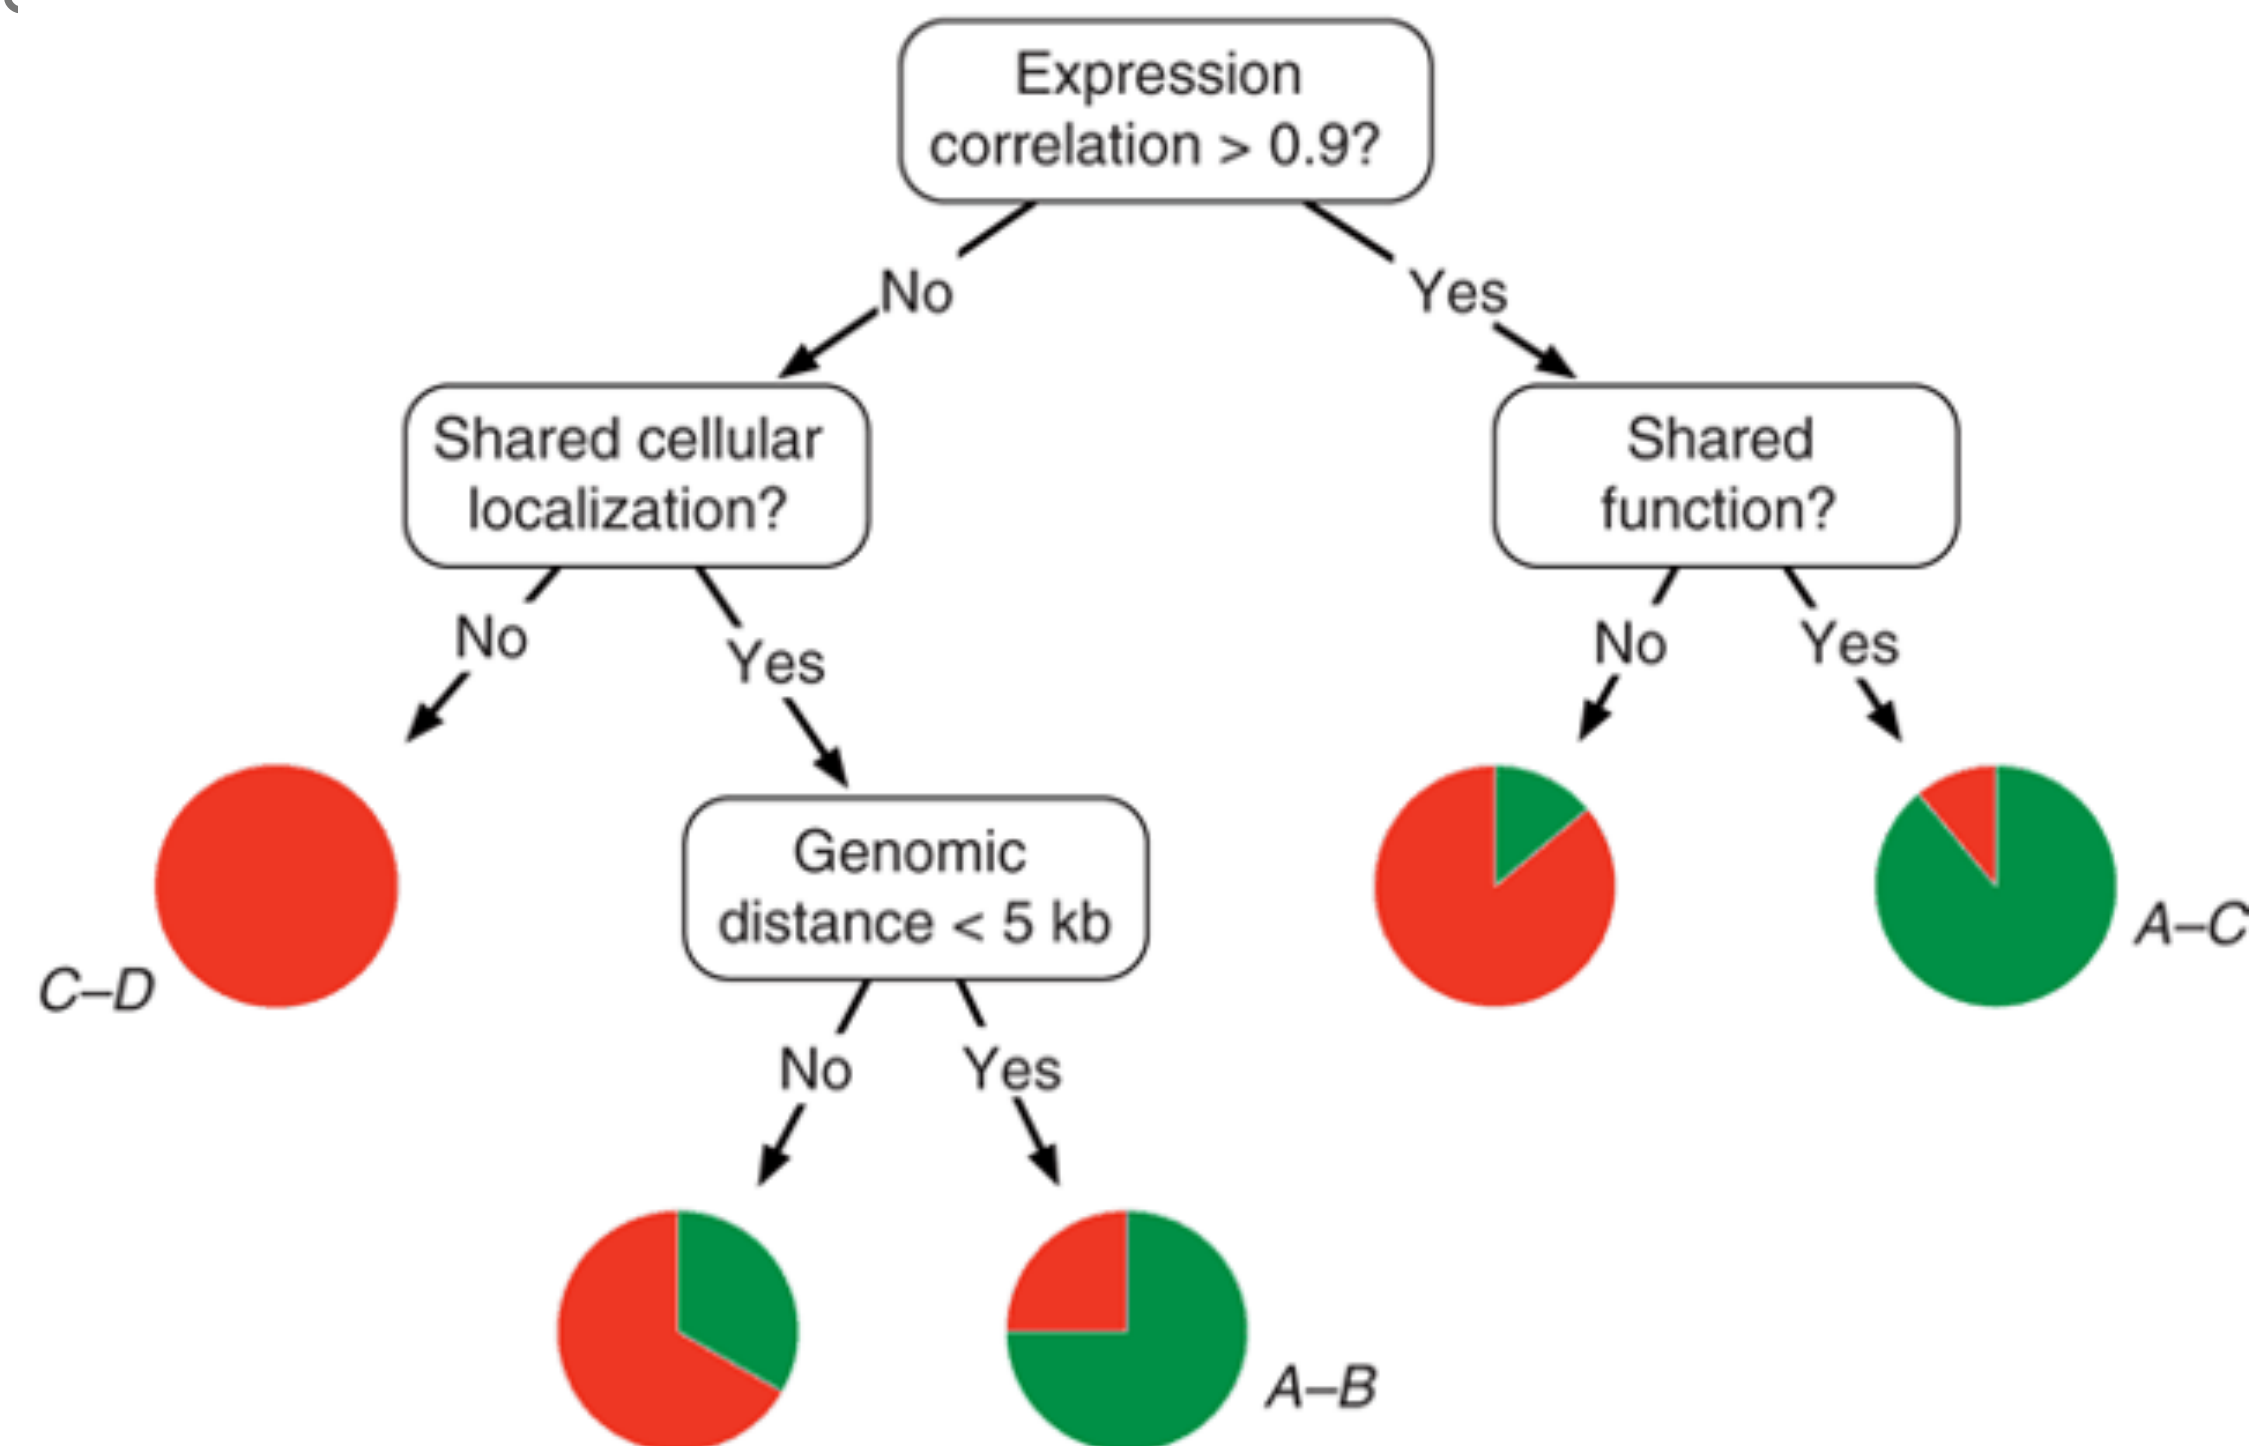 Expression
correlation > 0.9?
No
Yes
Shared cellular
localization?
Shared
function?
No
Yes
No
Yes
Genomic
distance < 5 kb
A–C
C–D
No
Yes
A–B